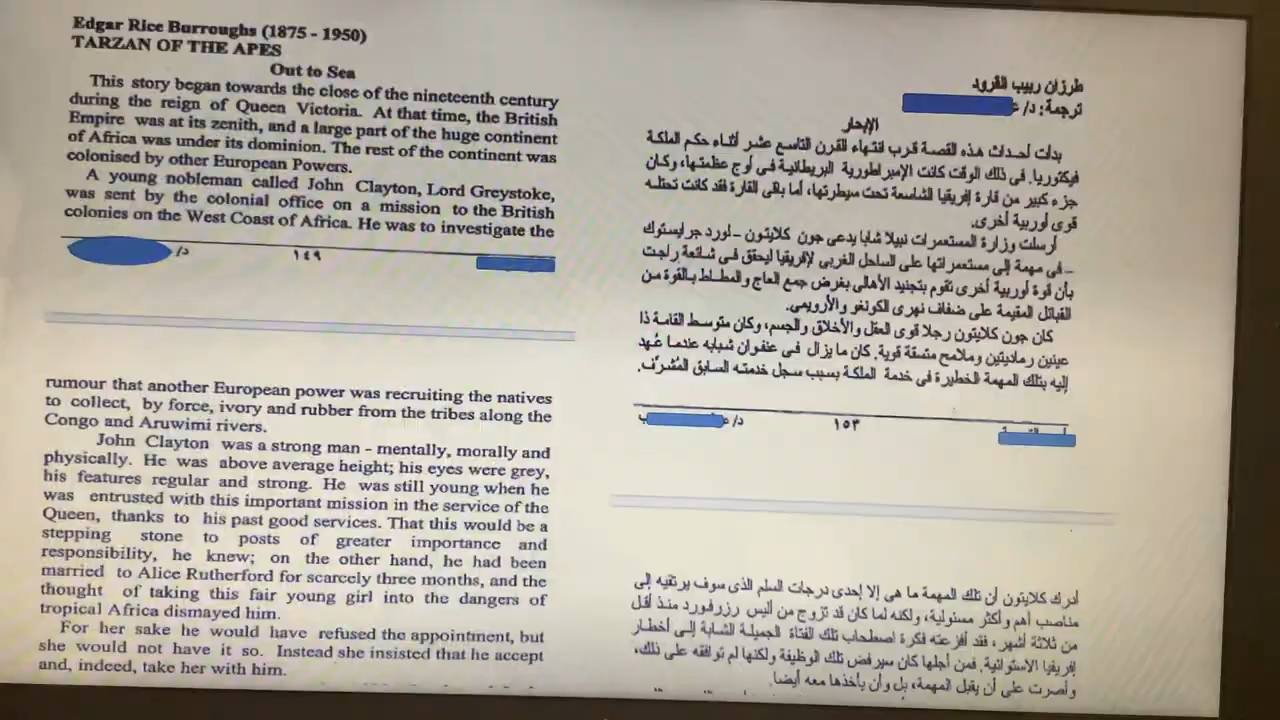 Edgar Rice Burroughs (1875 - 1950)
TARZAN OF THE APES
Out to Sea
This story began towards the close of the nineteenth century
during the reign of Queen Victoria. At that time, the British
Empire was at its zenith, and a large part of the huge continent
of Africa was under its dominion. The rest of the continent was
colonised by other European Powers.
A young nobleman called John Clayton, Lord Greystoke,
was sent by the colonial office on a mission to the British
colonies on the West Coast of Africa. He was to investigate the
د/
١٤٩
rumour that another European power was recruiting the natives
to collect, by force, ivory and rubber from the tribes along the
Congo and Aruwimi rivers.
John Clayton was a strong man - mentally, morally and
physically. He was above average height; his eyes were grey,
his features regular and strong. He was still young when he
was entrusted with this important mission in the service of the
Queen, thanks to his past good services. That this would be a
stepping stone to posts of greater importance and
responsibility, he knew; on the other hand, he had been
married to Alice Rutherford for scarcely three months, and the
thought of taking this fair young girl into the dangers of
tropical Africa dismayed him.
For her sake he would have refused the appointment, but
she would not have it so. Instead she insisted that he accept
and, indeed, take her with him.
طرزان ربيب القرود
ترجمة: د/
الإبحار
بدأت أحداث هذه القصة قرب انتهاء القرن التاسع عشر أثناء حكم الملكة
فيكتوريا. فى ذلك الوقت كانت الإمبراطورية البريطانية فى أوج عظمتها، وكان
جزء كبير من قارة إفريقيا الشاسعة تحت سيطرتها، أما باقى القارة فقد كانت تحتله
قوى أوربية أخرى.
أرسلت وزارة المستعمرات نبيلا شابا يدعى جون كلايتون – لورد جرايستوك
– فى مهمة إلى مستعمراتها على الساحل الغربى لإفريقيا ليحقق فى شائعة راجت
بأن قوة أوربية أخرى تقوم بتجنيد الأهالى بغرض جمع العاج والمطاط بالقوة من
القبائل المقيمة على ضفاف نهرى الكونغو والأرويمى.
كان جون كلايتون رجلا قوى العقل والأخلاق والجسم، وكان متوسط القامة ذا
عينين رماديتين وملامح متسقة قوية. كان ما يزال فى عنفوان شبابه عندما عُهد
إليه بتلك المهمة الخطيرة فى خدمة الملكة بسبب سجل خدمته السابق المُشرّف.
د/
١٥٣
أدرك كلايتون أن تلك المهمة ما هى إلا إحدى درجات السلم الذى سوف يرتقيه إلى
مناصب أهم وأكثر مسئولية، ولكنه لما كان قد تزوج من أليس رزرفورد منذ أقل
من ثلاثة أشهر، فقد أفزعته فكرة اصطحاب تلك الفتاة الجميلة الشابة إلى أخطار
إفريقيا الاستوائية. فمن أجلها كان سيرفض تلك الوظيفة ولكنها لم توافقه على ذلك،
وأصرت على أن يقبل المهمة، بل وأن يأخذها معه أيضا.